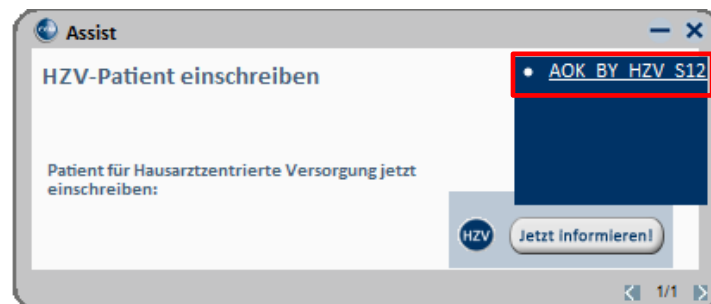 Assist
HZV-Patient einschreiben
AOK_BY_HZV_S12
Patient für Hausarztzentrierte Versorgung jetzt
einschreiben:
HZV
Jetzt informieren!
1/1